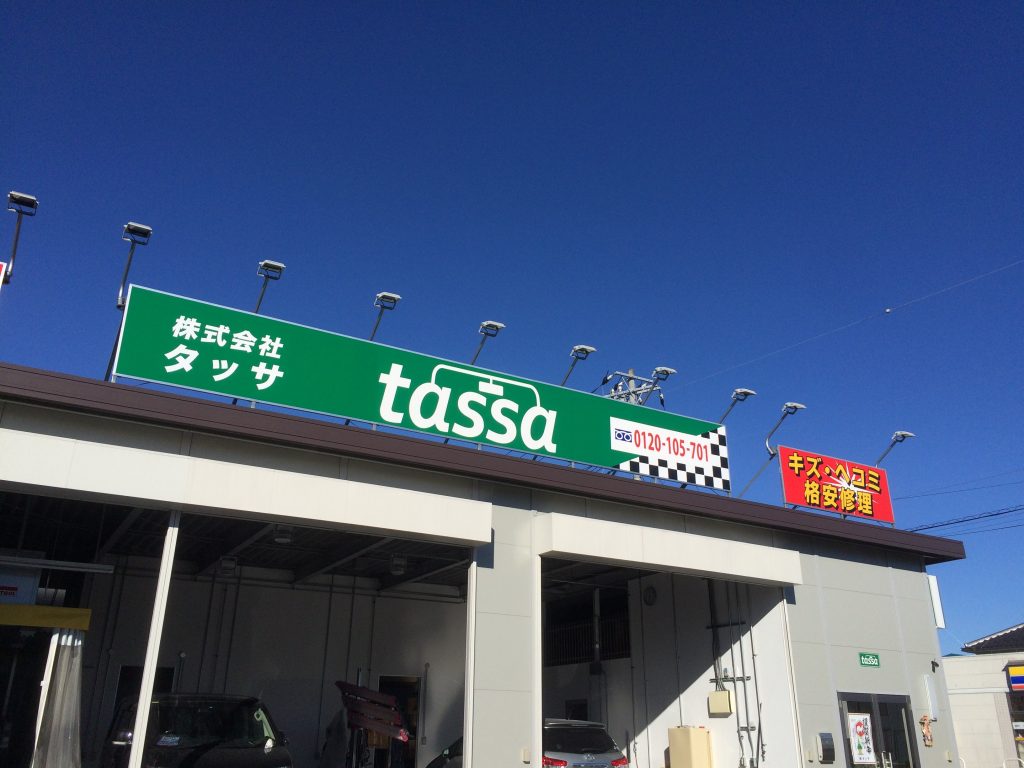 株式会社
タッサ
tassa
0120-105-701
キズ・ヘコミ
格安修理
tassa